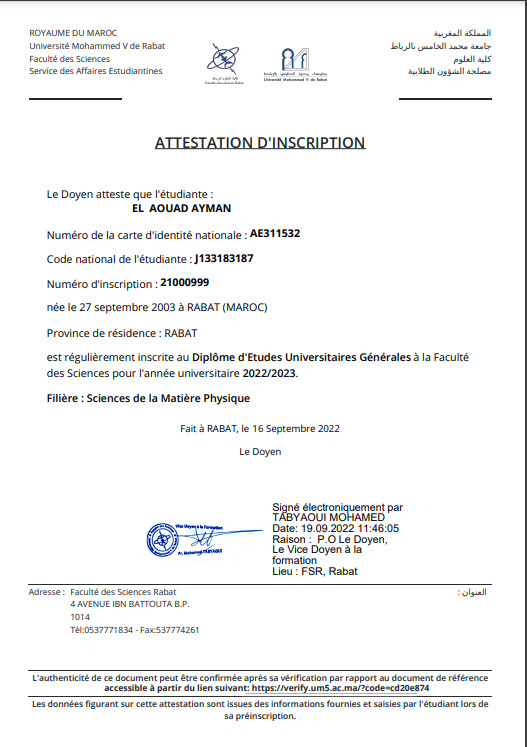 ROYAUME DU MAROC
Université Mohammed V de Rabat
Faculté des Sciences
Service des Affaires Estudiantines
المملكة المغربية
جامعة محمد الخامس بالرباط
كلية العلوم
مصلحة الشؤون الطلابية
Faculté des sciences Rabat
Université Mohammed V de Rabat
ATTESTATION D'INSCRIPTION
Le Doyen atteste que l'étudiante :
EL AOUAD AYMAN
Numéro de la carte d'identité nationale : AE311532
Code national de l'étudiante : J133183187
Numéro d'inscription : 21000999
née le 27 septembre 2003 à RABAT (MAROC)
Province de résidence : RABAT
est régulièrement inscrite au Diplôme d'Etudes Universitaires Générales à la Faculté
des Sciences pour l'année universitaire 2022/2023.
Filière : Sciences de la Matière Physique
Fait à RABAT, le 16 Septembre 2022
Le Doyen
Vice Doyen à la Formation
Pr. Mohamed TABYAOUI
Signé électroniquement par
TABYAOUI MOHAMED
Date: 19.09.2022 11:46:05
Raison : P.O Le Doyen,
Le Vice Doyen à la
formation
Lieu : FSR, Rabat
Adresse : Faculté des Sciences Rabat
العنوان :
4 AVENUE IBN BATTOUTA B.P.
1014
Tèl:0537771834 - Fax:537774261
L'authenticité de ce document peut être confirmée après sa vérification par rapport au document de référence
accessible à partir du lien suivant: https://verify.um5.ac.ma/?code=cd20e874
Les données figurant sur cette attestation sont issues des informations fournies et saisies par l'étudiant lors de
sa préinscription.